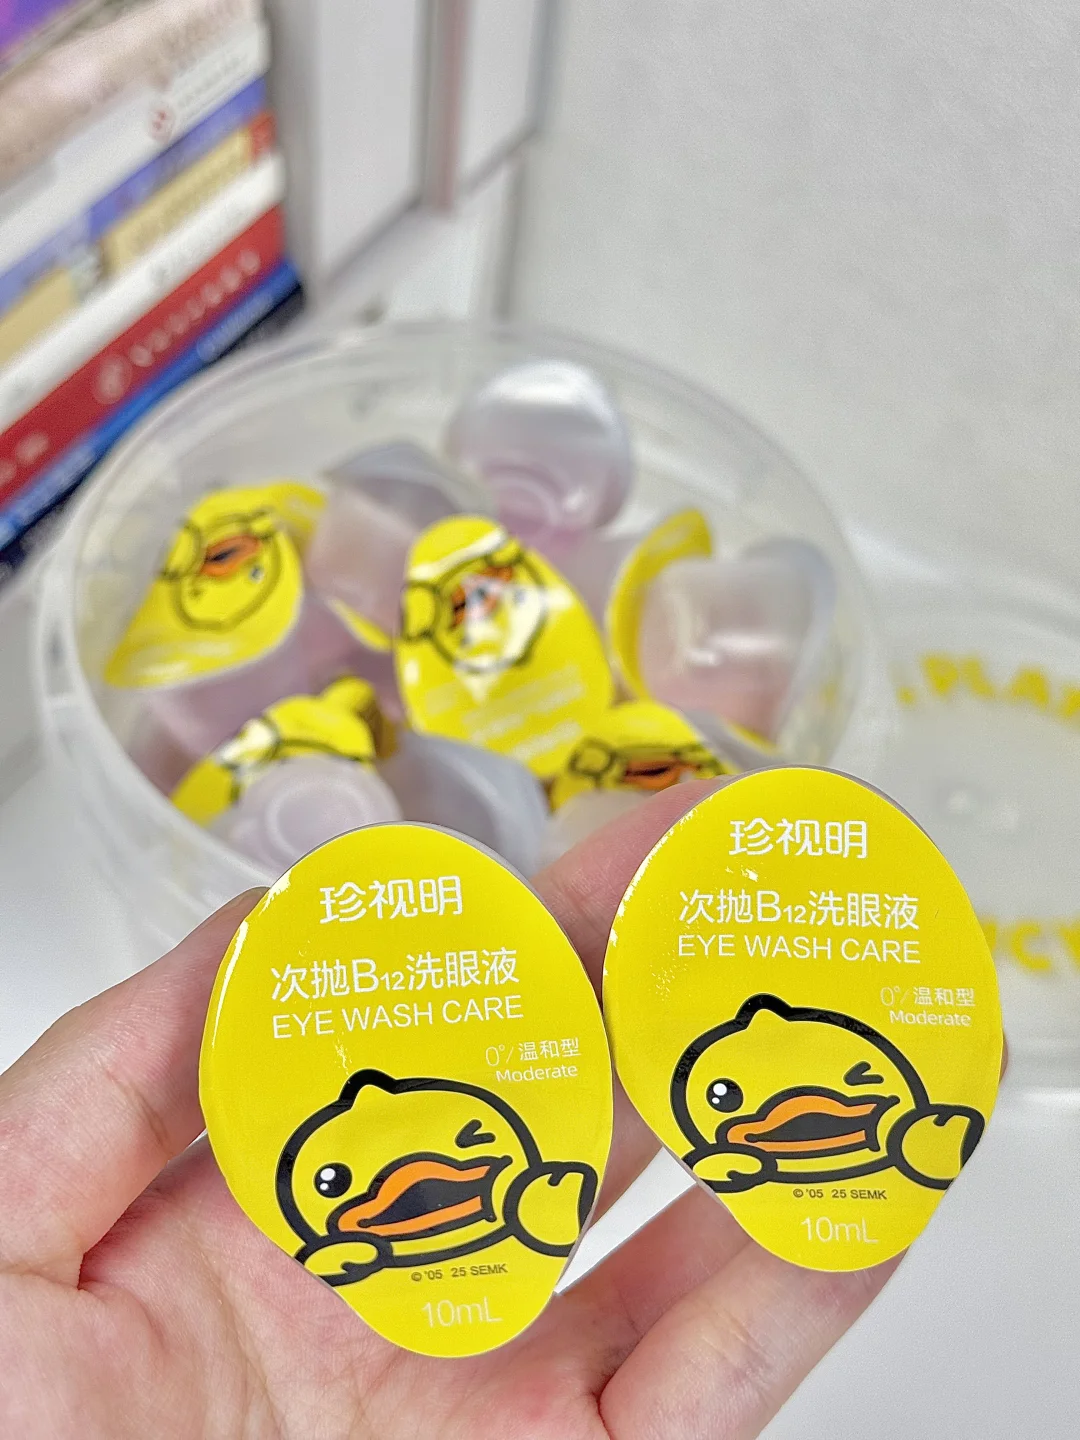 珍视明
次抛B₁₂洗眼液
EYE WASH CARE
0°/温和型
Moderate
© '05 25 SEMK
10mL
珍视明
次抛B₁₂洗眼液
EYE WASH CARE
0°/温和型
Moderate
© '05 25 SEMK
10mL